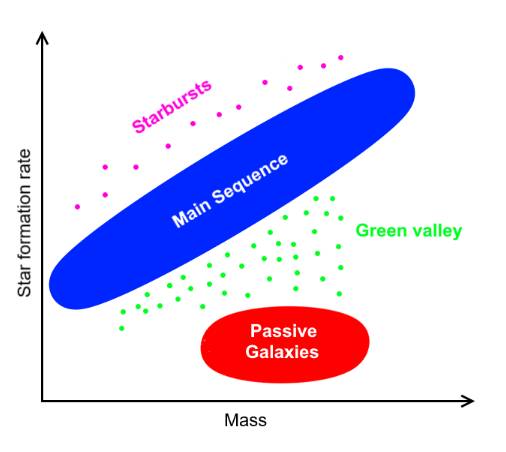 Starbursts
Main Sequence
Green valley
Passive
Galaxies
Star formation rate
Mass